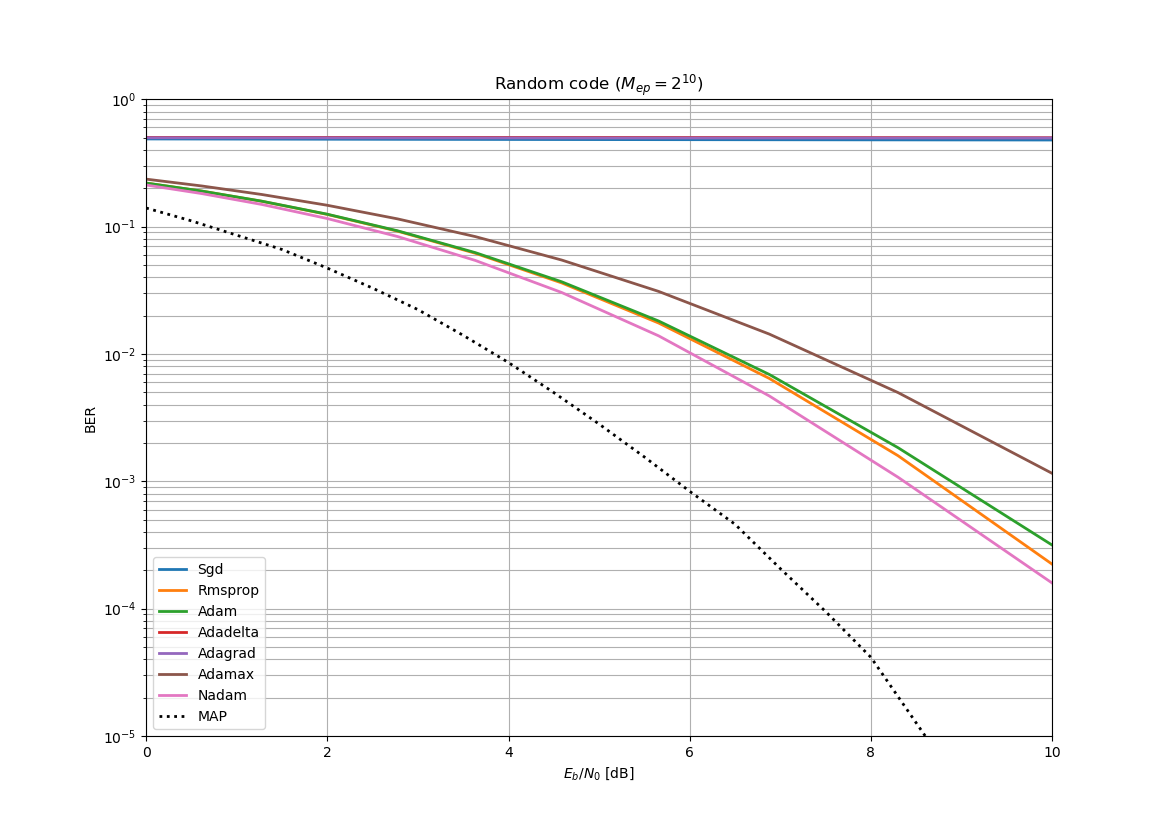 Random code ($M_{ep} = 2^{10}$)
10^0
10^{-1}
10^{-2}
10^{-3}
10^{-4}
10^{-5}
BER
Sgd
Rmsprop
Adam
Adadelta
Adagrad
Adamax
Nadam
MAP
0 2 4 6 8 10
$E_b/N_0$ [dB]